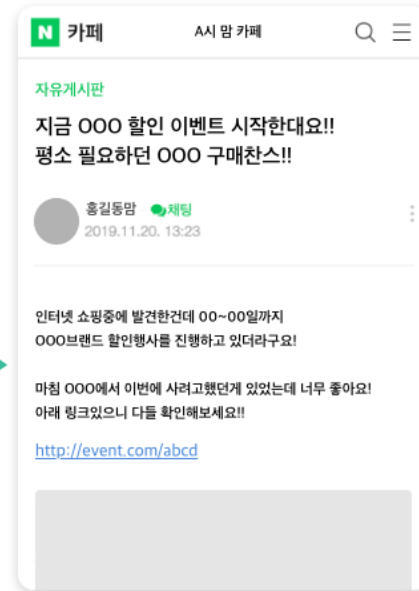 N 카페
A시 맘 카페
자유게시판
지금 OOO 할인 이벤트 시작한대요!!
평소 필요하던 OOO 구매찬스!!
홍길동맘 채팅
2019.11.20. 13:23
인터넷 쇼핑중에 발견한건데 00~00일까지
OOO브랜드 할인행사를 진행하고 있더라구요!
마침 OOO에서 이번에 사려고했던게 있었는데 너무 좋아요!
아래 링크있으니 다들 확인해보세요!!
http://event.com/abcd